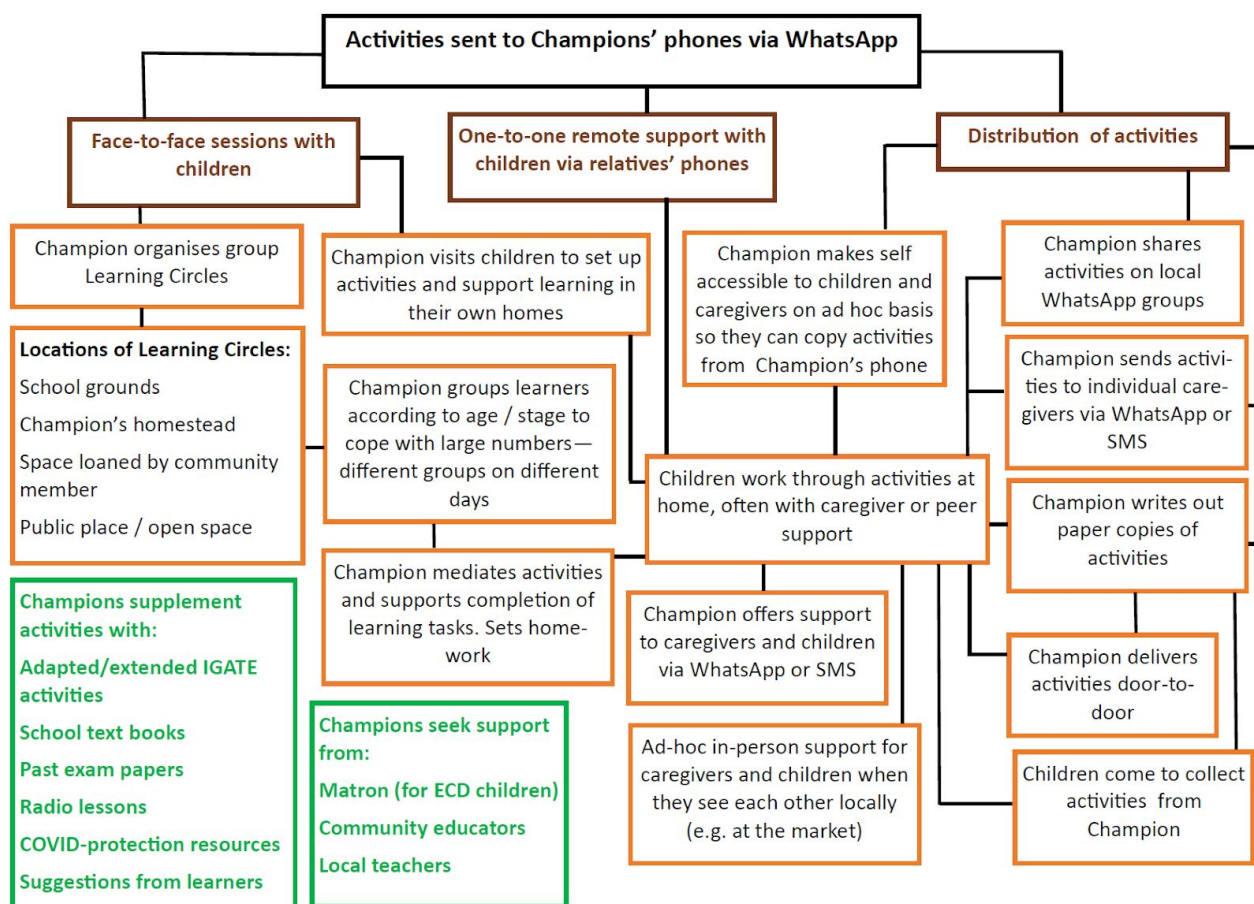 Activities sent to Champions' phones via WhatsApp
Face-to-face sessions with
children
One-to-one remote support with
children via relatives' phones
Distribution of activities
Champion organises group
Learning Circles
Champion visits children to set up
activities and support learning in
their own homes
Champion makes self
accessible to children and
caregivers on ad hoc basis
so they can copy activities
from Champion's phone
Champion shares
activities on local
WhatsApp groups
Locations of Learning Circles:
School grounds
Champion's homestead
Space loaned by community
member
Public place / open space
Champion groups learners
according to age / stage to
cope with large numbers—
different groups on different
days
Champion sends activi-
ties to individual care-
givers via WhatsApp or
SMS
Children work through activities at
home, often with caregiver or peer
support
Champion writes out
paper copies of
activities
Champion mediates activities
and supports completion of
learning tasks. Sets home-
work
Champion offers support
to caregivers and children
via WhatsApp or SMS
Champion delivers
activities door-to-
door
Ad-hoc in-person support for
caregivers and children when
they see each other locally
(e.g. at the market)
Children come to collect
activities from
Champion
Champions supplement
activities with:
Adapted/extended IGATE
activities
School text books
Past exam papers
Radio lessons
COVID-protection resources
Suggestions from learners
Champions seek support
from:
Matron (for ECD children)
Community educators
Local teachers